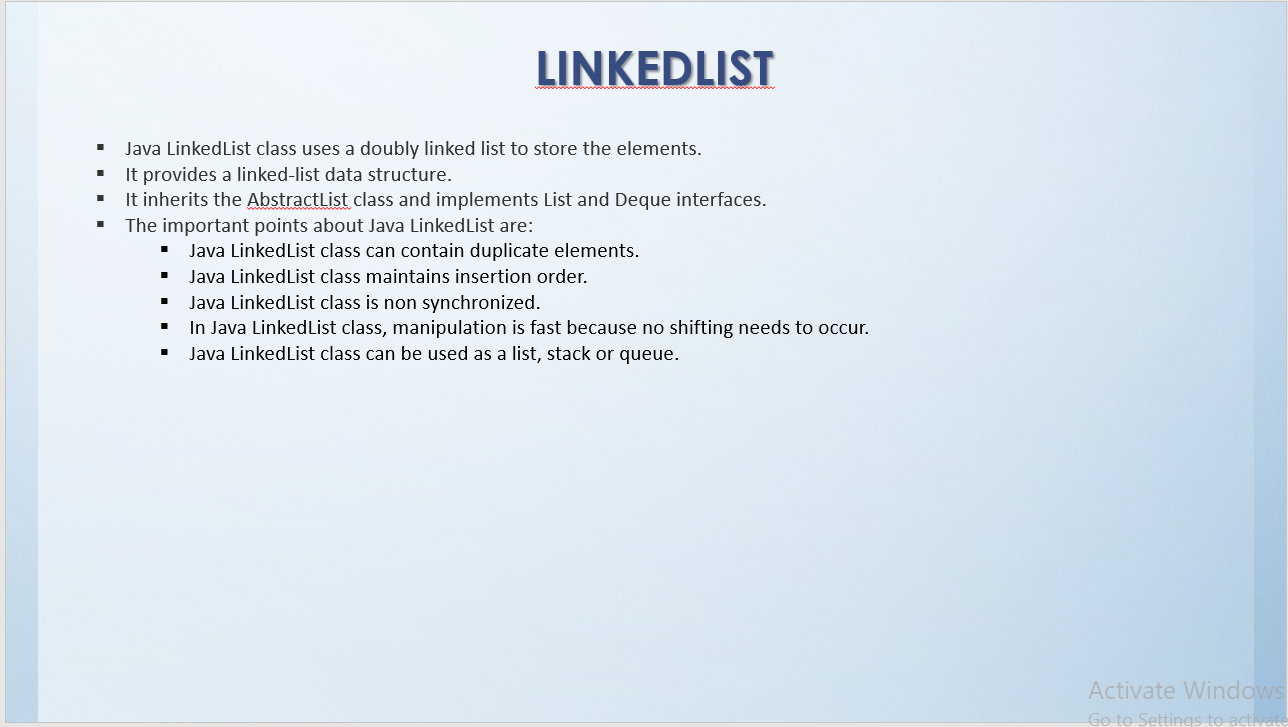 LINKEDLIST
▪ Java LinkedList class uses a doubly linked list to store the elements.
▪ It provides a linked-list data structure.
▪ It inherits the AbstractList class and implements List and Deque interfaces.
▪ The important points about Java LinkedList are:
▪ Java LinkedList class can contain duplicate elements.
▪ Java LinkedList class maintains insertion order.
▪ Java LinkedList class is non synchronized.
▪ In Java LinkedList class, manipulation is fast because no shifting needs to occur.
▪ Java LinkedList class can be used as a list, stack or queue.
Activate Windows
Go to Settings to